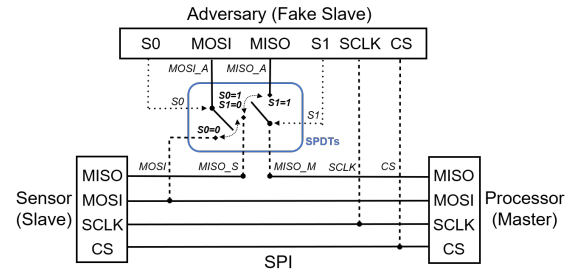 Adversary (Fake Slave)
S0 MOSI MISO S1 SCLK CS
MOSI_A MISO_A
S0 S0=1 S1=0 S1=1 S1
S0=0
SPDTs
MOSI MISO_S MISO_M SCLK CS
Sensor (Slave)
MISO
MOSI
SCLK
CS
MISO
MOSI
SCLK
CS
Processor (Master)
SPI